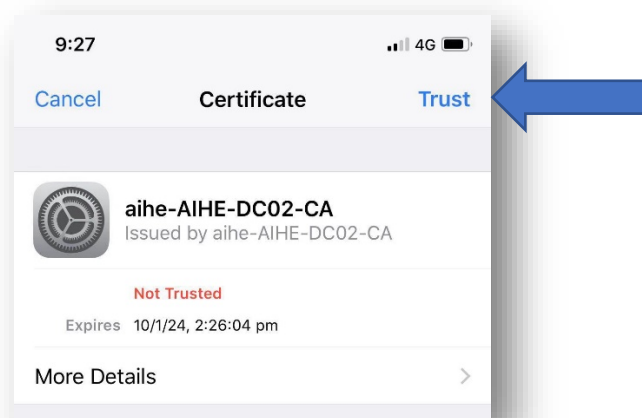 9:27
4G
Cancel Certificate Trust
aihe-AIHE-DC02-CA
Issued by aihe-AIHE-DC02-CA
Not Trusted
Expires 10/1/24, 2:26:04 pm
More Details